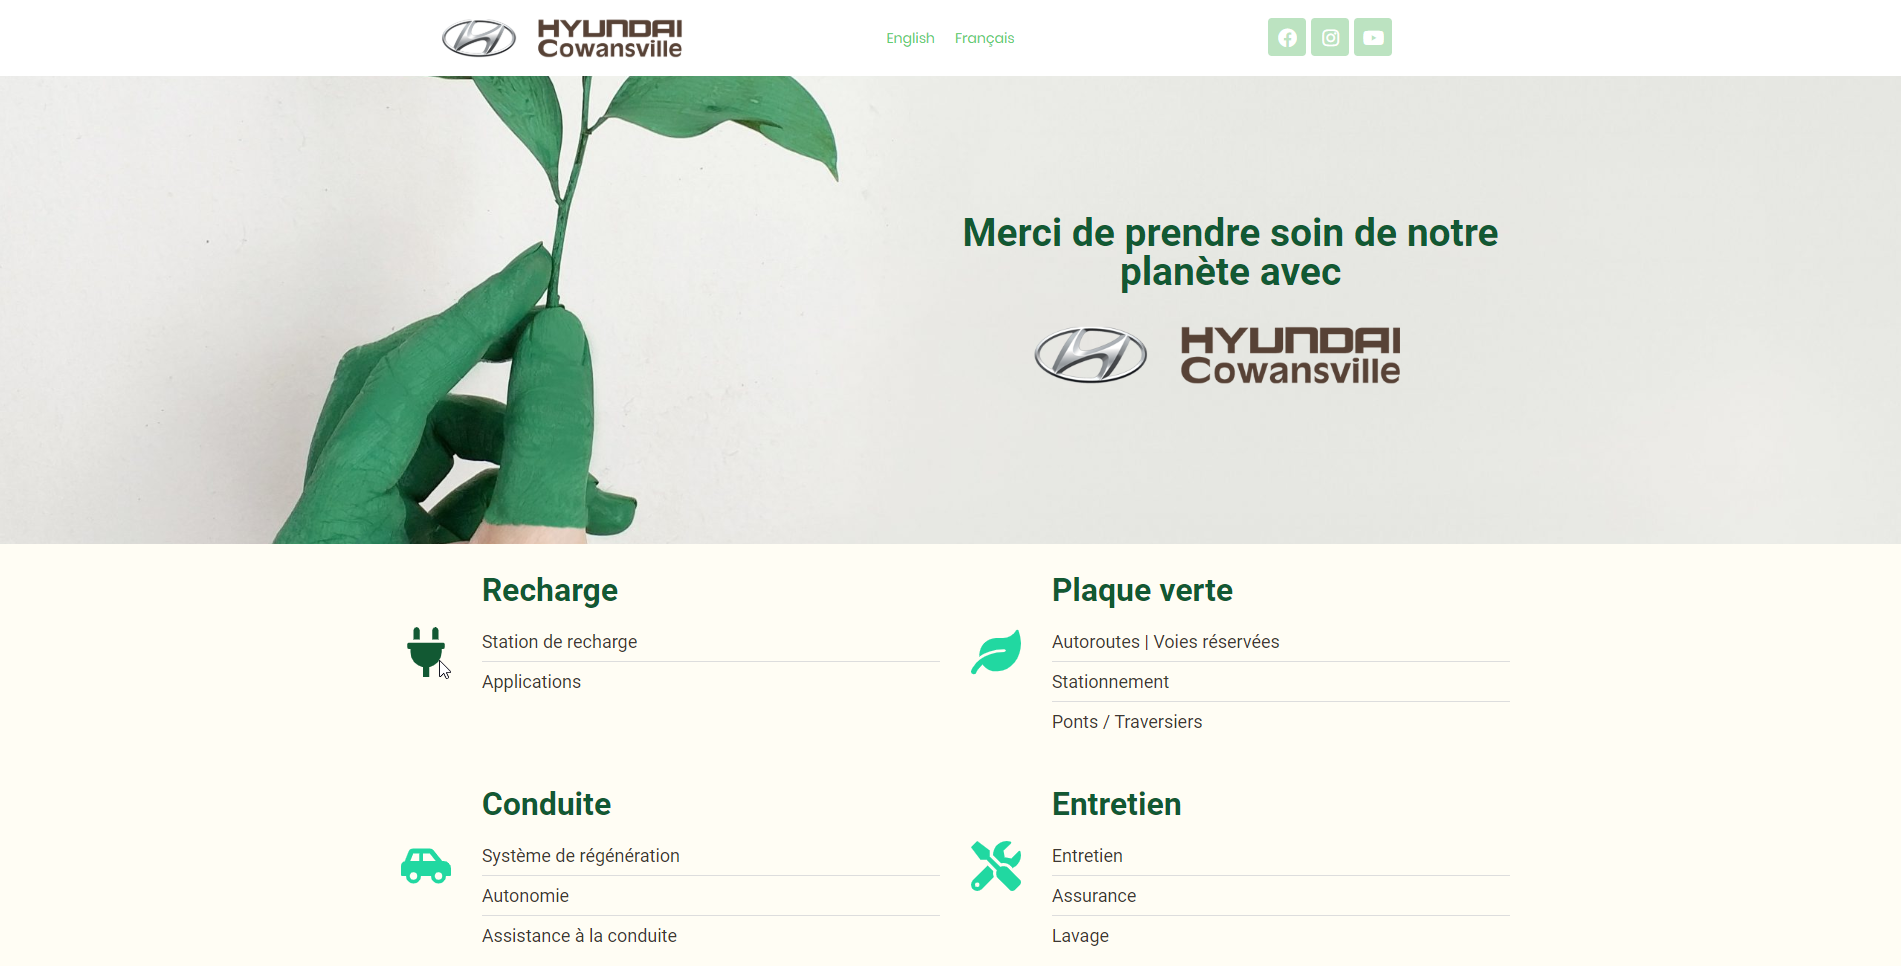 HYUNDAI
Cowansville
English Français
Merci de prendre soin de notre
planète avec
HYUNDAI
Cowansville
Recharge
Station de recharge
Applications
Plaque verte
Autoroutes | Voies réservées
Stationnement
Ponts / Traversiers
Conduite
Système de régénération
Autonomie
Assistance à la conduite
Entretien
Entretien
Assurance
Lavage